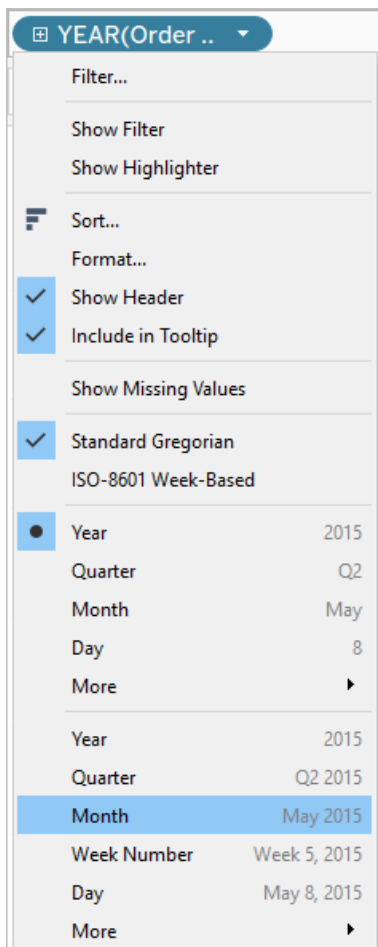 YEAR(Order ..
Filter...
Show Filter
Show Highlighter
Sort...
Format...
Show Header
Include in Tooltip
Show Missing Values
Standard Gregorian
ISO-8601 Week-Based
Year 2015
Quarter Q2
Month May
Day 8
More
Year 2015
Quarter Q2 2015
Month May 2015
Week Number Week 5, 2015
Day May 8, 2015
More